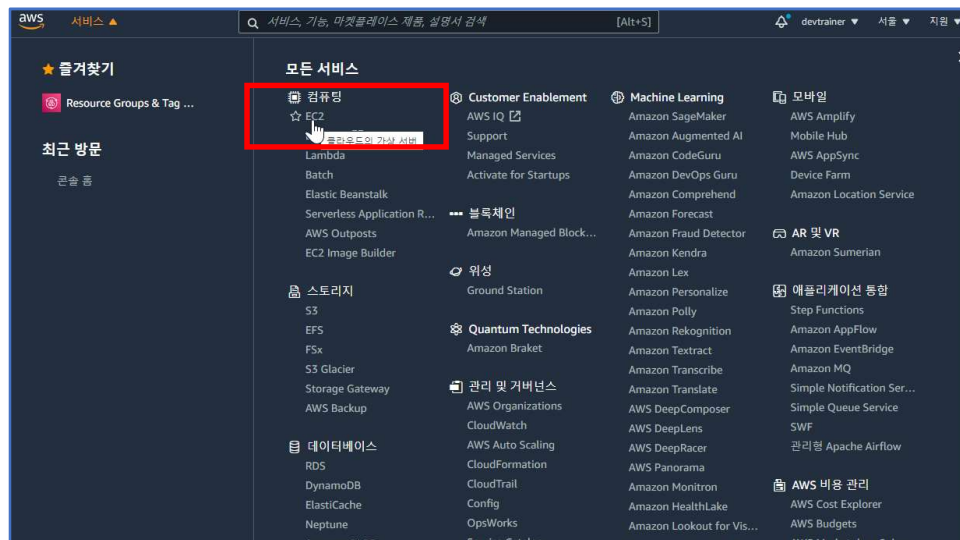 aws 서비스 ▲ 서비스, 기능, 마켓플레이스 제품, 설명서 검색 [Alt+S] devtrainer ▼ 서울 ▼ 지원 ▼
즐겨찾기
Resource Groups & Tag ...
최근 방문
콘솔 홈
모든 서비스
컴퓨팅
EC2
클라우드의 가상 서버
Lambda
Batch
Elastic Beanstalk
Serverless Application R...
AWS Outposts
EC2 Image Builder
스토리지
S3
EFS
FSx
S3 Glacier
Storage Gateway
AWS Backup
데이터베이스
RDS
DynamoDB
ElastiCache
Neptune
Customer Enablement
AWS IQ
Support
Managed Services
Activate for Startups
블록체인
Amazon Managed Block...
위성
Ground Station
Quantum Technologies
Amazon Braket
관리 및 거버넌스
AWS Organizations
CloudWatch
AWS Auto Scaling
CloudFormation
CloudTrail
Config
OpsWorks
Machine Learning
Amazon SageMaker
Amazon Augmented AI
Amazon CodeGuru
Amazon DevOps Guru
Amazon Comprehend
Amazon Forecast
Amazon Fraud Detector
Amazon Kendra
Amazon Lex
Amazon Personalize
Amazon Polly
Amazon Rekognition
Amazon Textract
Amazon Transcribe
Amazon Translate
AWS DeepComposer
AWS DeepLens
AWS DeepRacer
AWS Panorama
Amazon Monitron
Amazon HealthLake
Amazon Lookout for Vis...
모바일
AWS Amplify
Mobile Hub
AWS AppSync
Device Farm
Amazon Location Service
AR 및 VR
Amazon Sumerian
애플리케이션 통합
Step Functions
Amazon AppFlow
Amazon EventBridge
Amazon MQ
Simple Notification Ser...
Simple Queue Service
SWF
관리형 Apache Airflow
AWS 비용 관리
AWS Cost Explorer
AWS Budgets